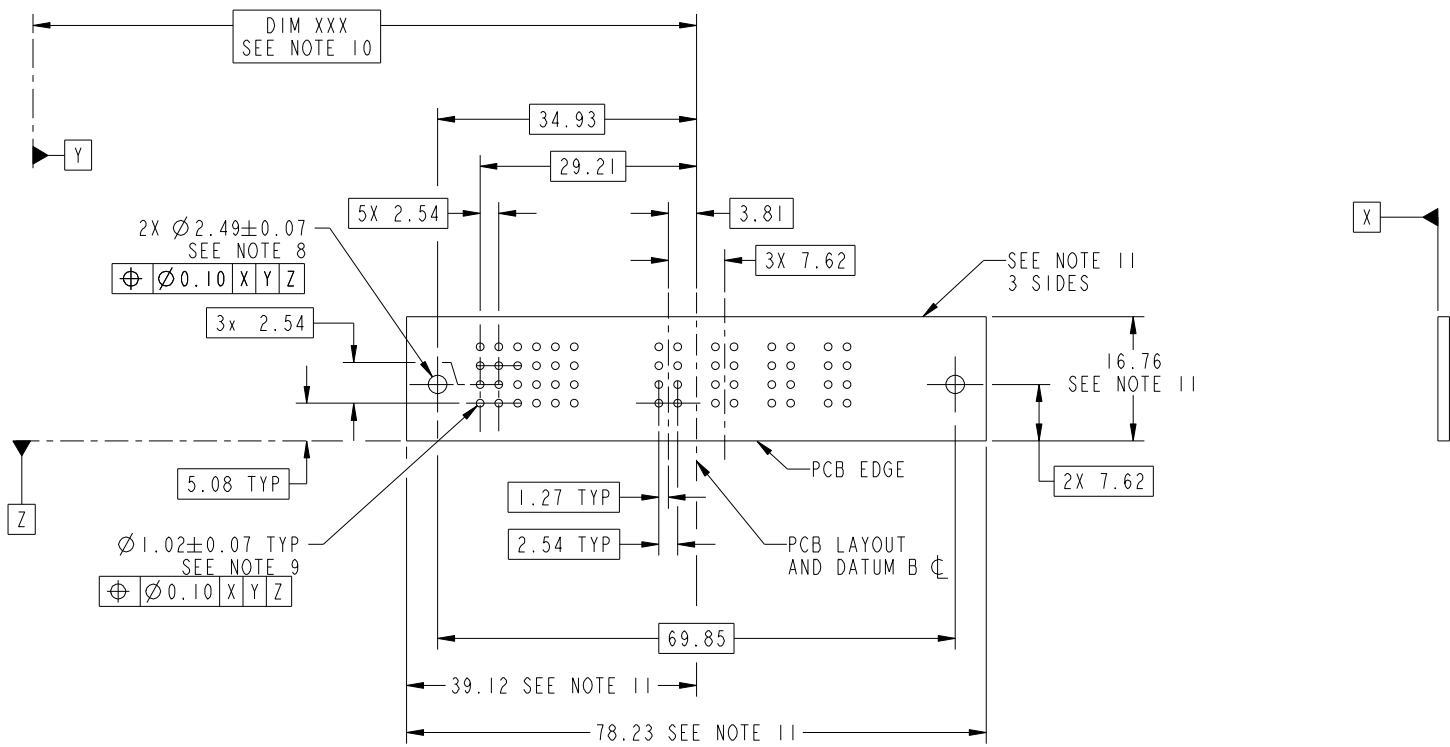 DIM XXX
SEE NOTE 10
34.93
Y
29.21
5X 2.54
3.81
X
2X Ø2.49±0.07
SEE NOTE 8
⌖ Ø0.10 X Y Z
3X 7.62
SEE NOTE 11
3 SIDES
3x 2.54
16.76
SEE NOTE 11
PCB EDGE
5.08 TYP
2X 7.62
1.27 TYP
Z
Ø1.02±0.07 TYP
SEE NOTE 9
⌖ Ø0.10 X Y Z
2.54 TYP
PCB LAYOUT
AND DATUM B ℄
69.85
39.12 SEE NOTE 11
78.23 SEE NOTE 11